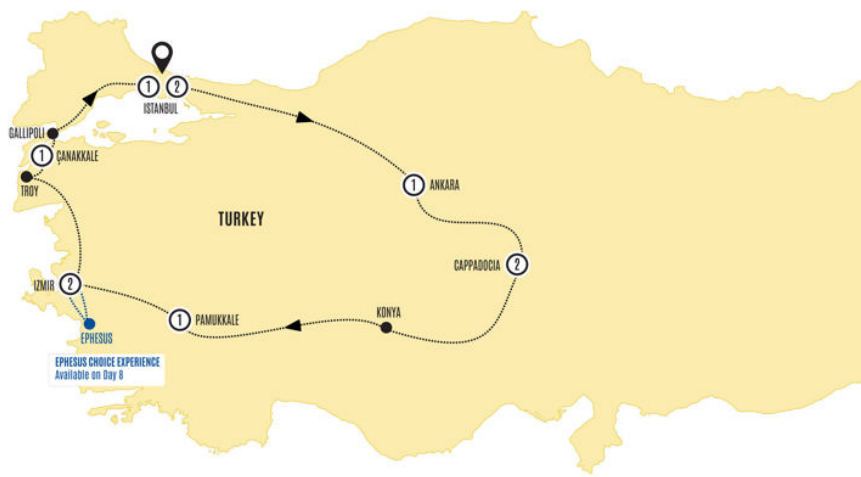 1 2
ISTANBUL
GALLIPOLI
1 ÇANAKKALE
TROY
1 ANKARA
TURKEY
CAPPADOCIA 2
IZMIR 2
KONYA
1 PAMUKKALE
EPHESUS
EPHESUS CHOICE EXPERIENCE
Available on Day 8